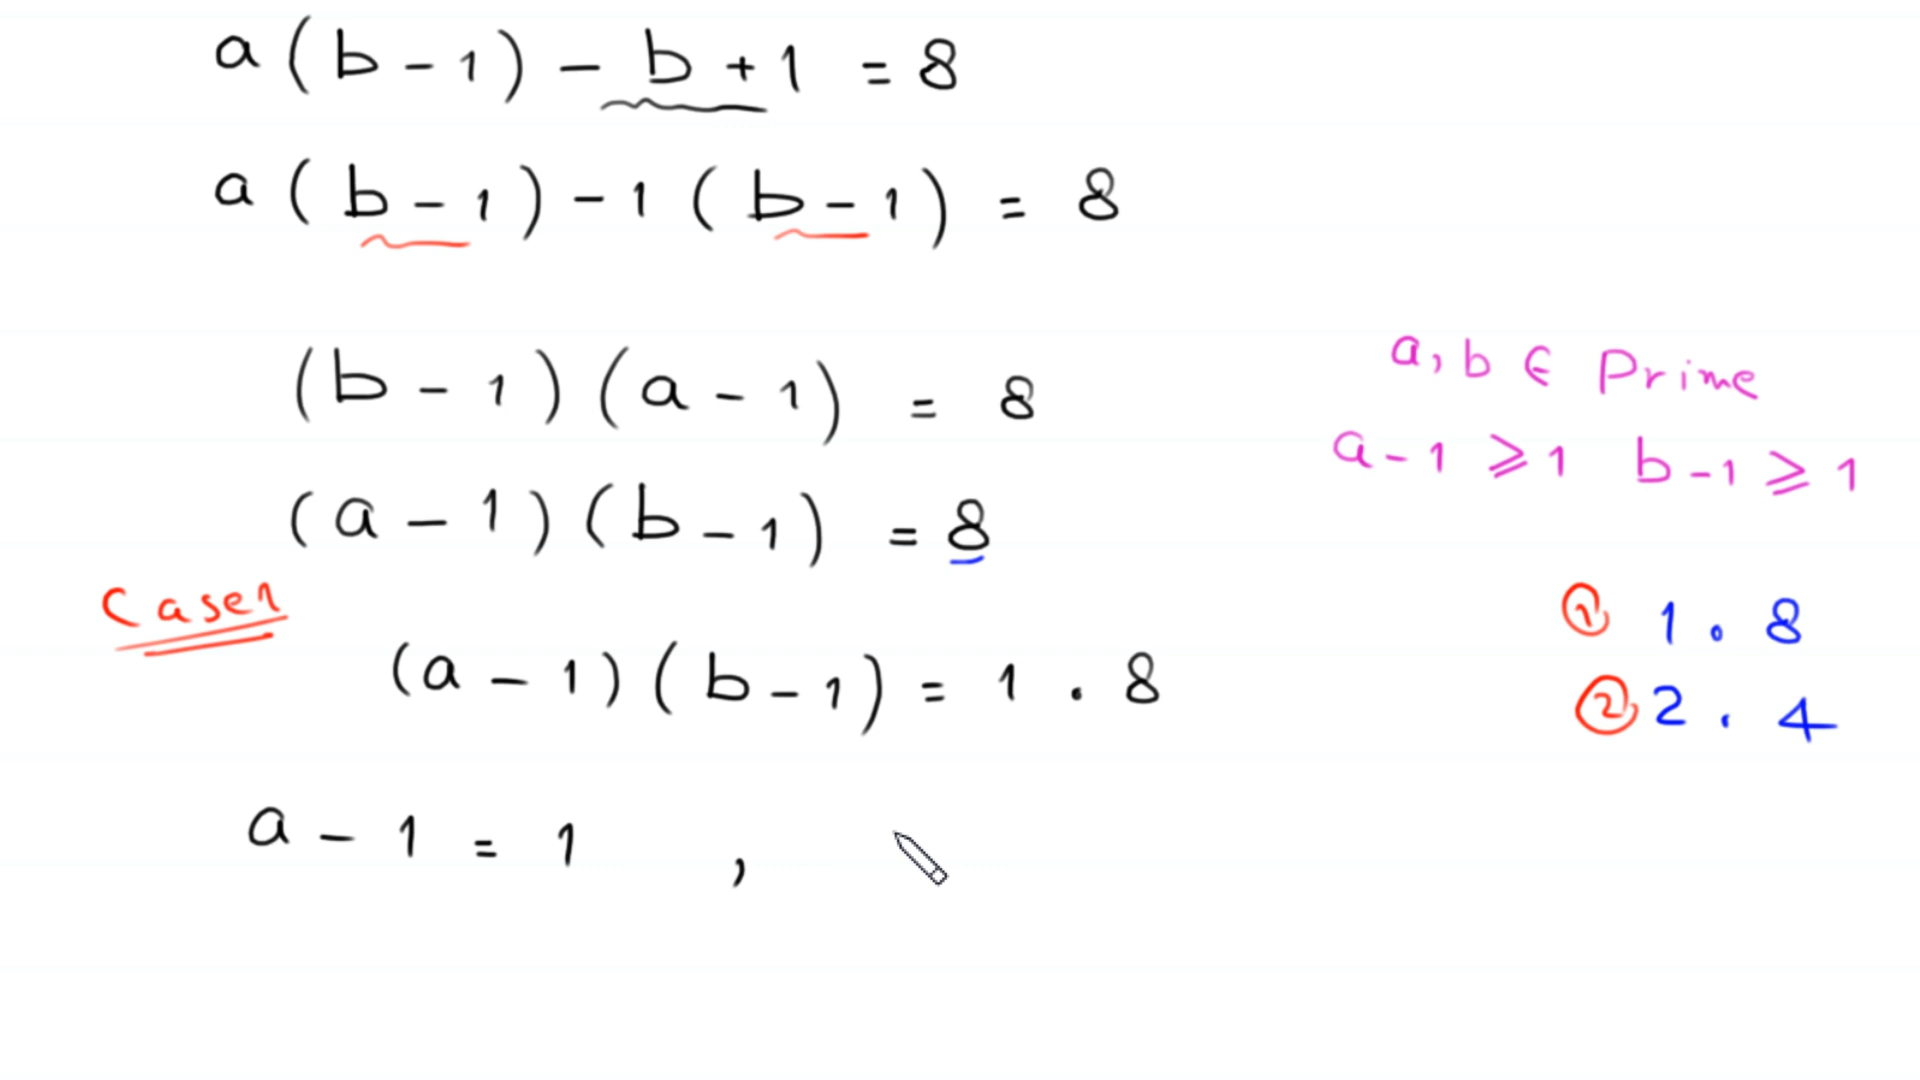 a(b-1)-b+1=8
a(b-1)-1(b-1)=8
(b-1)(a-1)=8
a,b ∈ Prime
a-1⩾1 b-1⩾1
(a-1)(b-1)=8
Case1
① 1.8
(a-1)(b-1)=1.8
② 2.4
a-1=1 ,